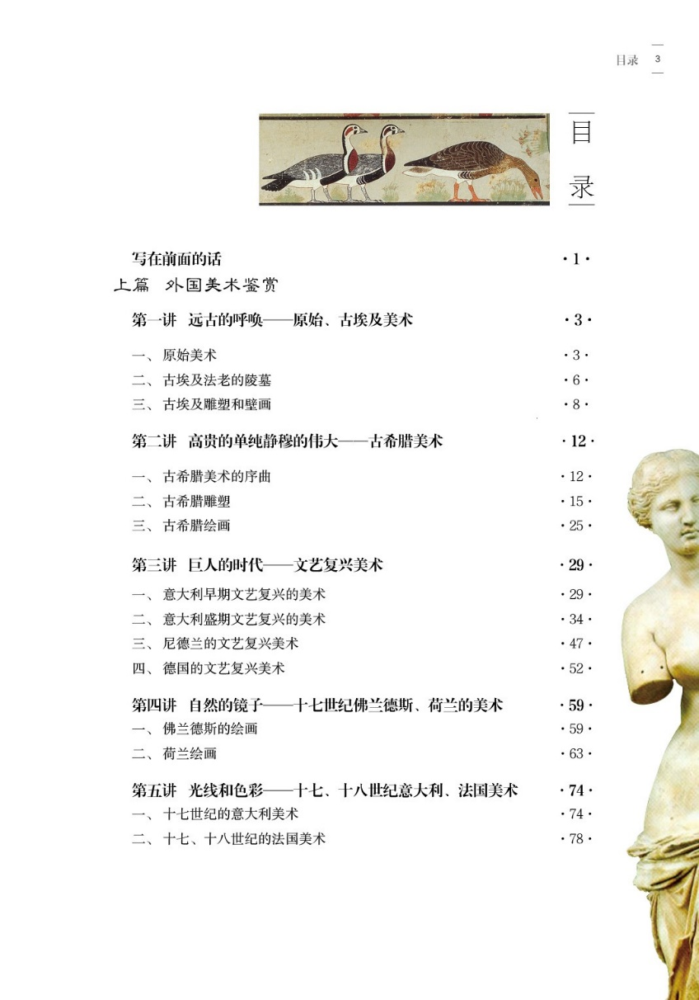 目录 3
目录
写在前面的话 ·1·
上篇 外国美术鉴赏
第一讲 远古的呼唤——原始、古埃及美术 ·3·
一、原始美术 ·3·
二、古埃及法老的陵墓 ·6·
三、古埃及雕塑和壁画 ·8·
第二讲 高贵的单纯静穆的伟大——古希腊美术 ·12·
一、古希腊美术的序曲 ·12·
二、古希腊雕塑 ·15·
三、古希腊绘画 ·25·
第三讲 巨人的时代——文艺复兴美术 ·29·
一、意大利早期文艺复兴的美术 ·29·
二、意大利盛期文艺复兴的美术 ·34·
三、尼德兰的文艺复兴美术 ·47·
四、德国的文艺复兴美术 ·52·
第四讲 自然的镜子——十七世纪佛兰德斯、荷兰的美术 ·59·
一、佛兰德斯的绘画 ·59·
二、荷兰绘画 ·63·
第五讲 光线和色彩——十七、十八世纪意大利、法国美术 ·74·
一、十七世纪的意大利美术 ·74·
二、十七、十八世纪的法国美术 ·78·